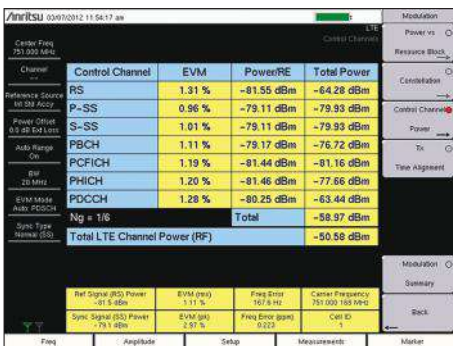 Anritsu 03/07/2012 11:54:17 am
LTE
Control Channels
Center Freq
751.000 MHz
Channel
--
Reference Source
Int Std Accy
Power Offset
0.0 dB Ext Loss
Auto Range
On
BW
20 MHz
EVM Mode
Auto: PDSCH
Sync Type
Normal (SS)
Control Channel EVM Power/RE Total Power
RS 1.31 % -81.55 dBm -64.28 dBm
P-SS 0.96 % -79.11 dBm -79.93 dBm
S-SS 1.01 % -79.11 dBm -79.93 dBm
PBCH 1.11 % -79.17 dBm -76.72 dBm
PCFICH 1.19 % -81.44 dBm -81.16 dBm
PHICH 1.20 % -81.46 dBm -77.66 dBm
PDCCH 1.28 % -80.25 dBm -63.44 dBm
Ng = 1/6 Total -58.97 dBm
Total LTE Channel Power (RF) -50.58 dBm
Ref Signal (RS) Power
-81.5 dBm
EVM (rms)
1.11 %
Freq Error
167.6 Hz
Carrier Frequency
751.000 168 MHz
Sync Signal (SS) Power
-79.1 dBm
EVM (pk)
2.97 %
Freq Error (ppm)
0.223
Cell ID
1
Modulation
Power vs
Resource Block
Constellation
Control Channel
Power
Tx
Time Alignment
Modulation
Summary
Back
Freq Amplitude Setup Measurements Marker